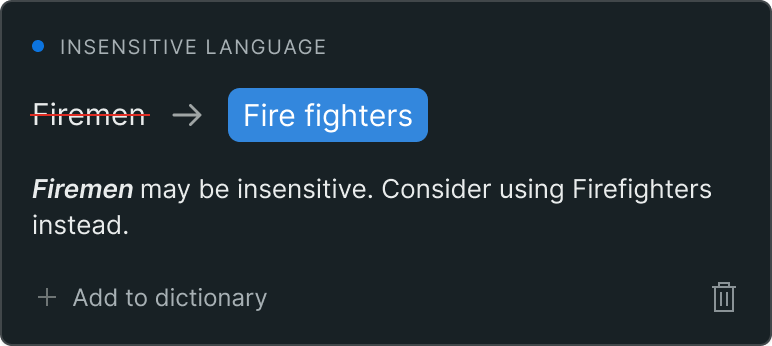 INSENSITIVE LANGUAGE
Firemen → Fire fighters
Firemen may be insensitive. Consider using Firefighters
instead.
+ Add to dictionary